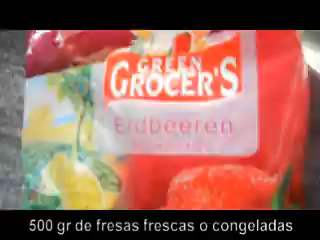 GREEN
GROCER'S
Erdbeeren
500 gr de fresas frescas o congeladas